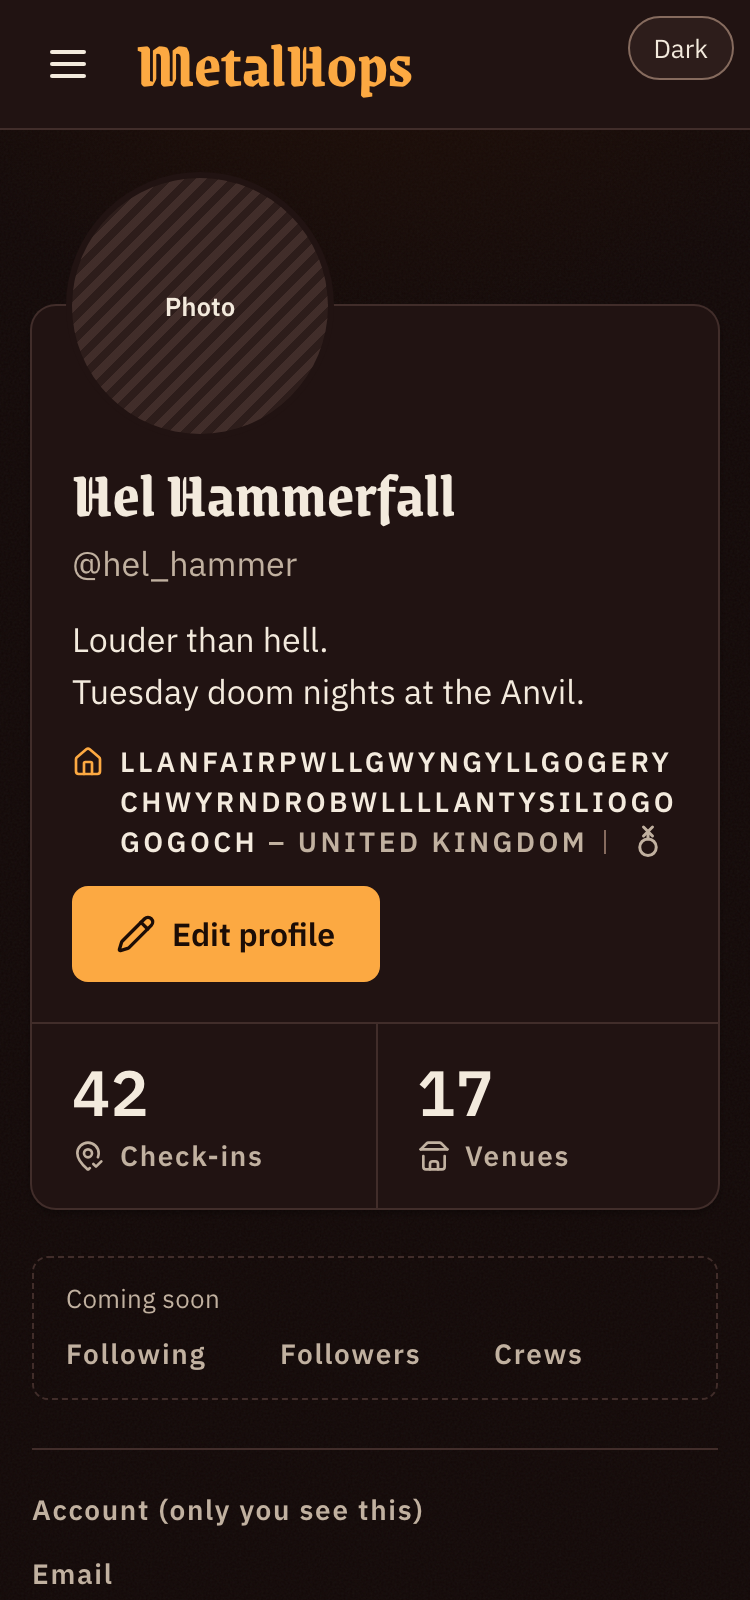 MetalHops
Dark
Photo
Hel Hammerfall
@hel_hammer
Louder than hell.
Tuesday doom nights at the Anvil.
LLANFAIRPWLLGWYNGYLLGOGERY
CHWYRNDROBWLLLLANTYSILIOGO
GOGOCH – UNITED KINGDOM |
Edit profile
42
Check-ins
17
Venues
Coming soon
Following Followers Crews
Account (only you see this)
Email